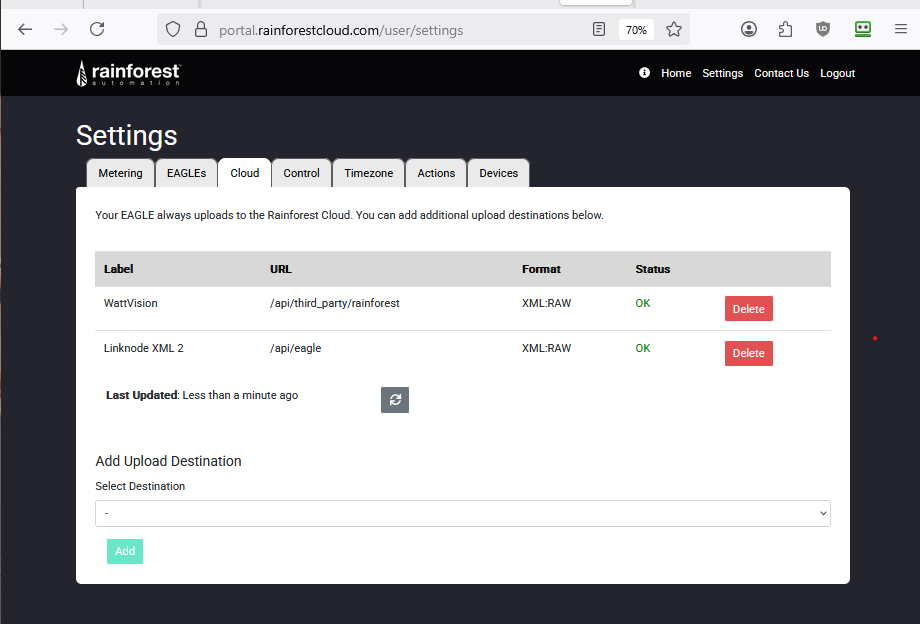 portal.rainforestcloud.com/user/settings
70%
rainforest
automation
Home Settings Contact Us Logout
Settings
Metering EAGLEs Cloud Control Timezone Actions Devices
Your EAGLE always uploads to the Rainforest Cloud. You can add additional upload destinations below.
Label URL Format Status
WattVision /api/third_party/rainforest XML:RAW OK Delete
Linknode XML 2 /api/eagle XML:RAW OK Delete
Last Updated: Less than a minute ago
Add Upload Destination
Select Destination
-
Add